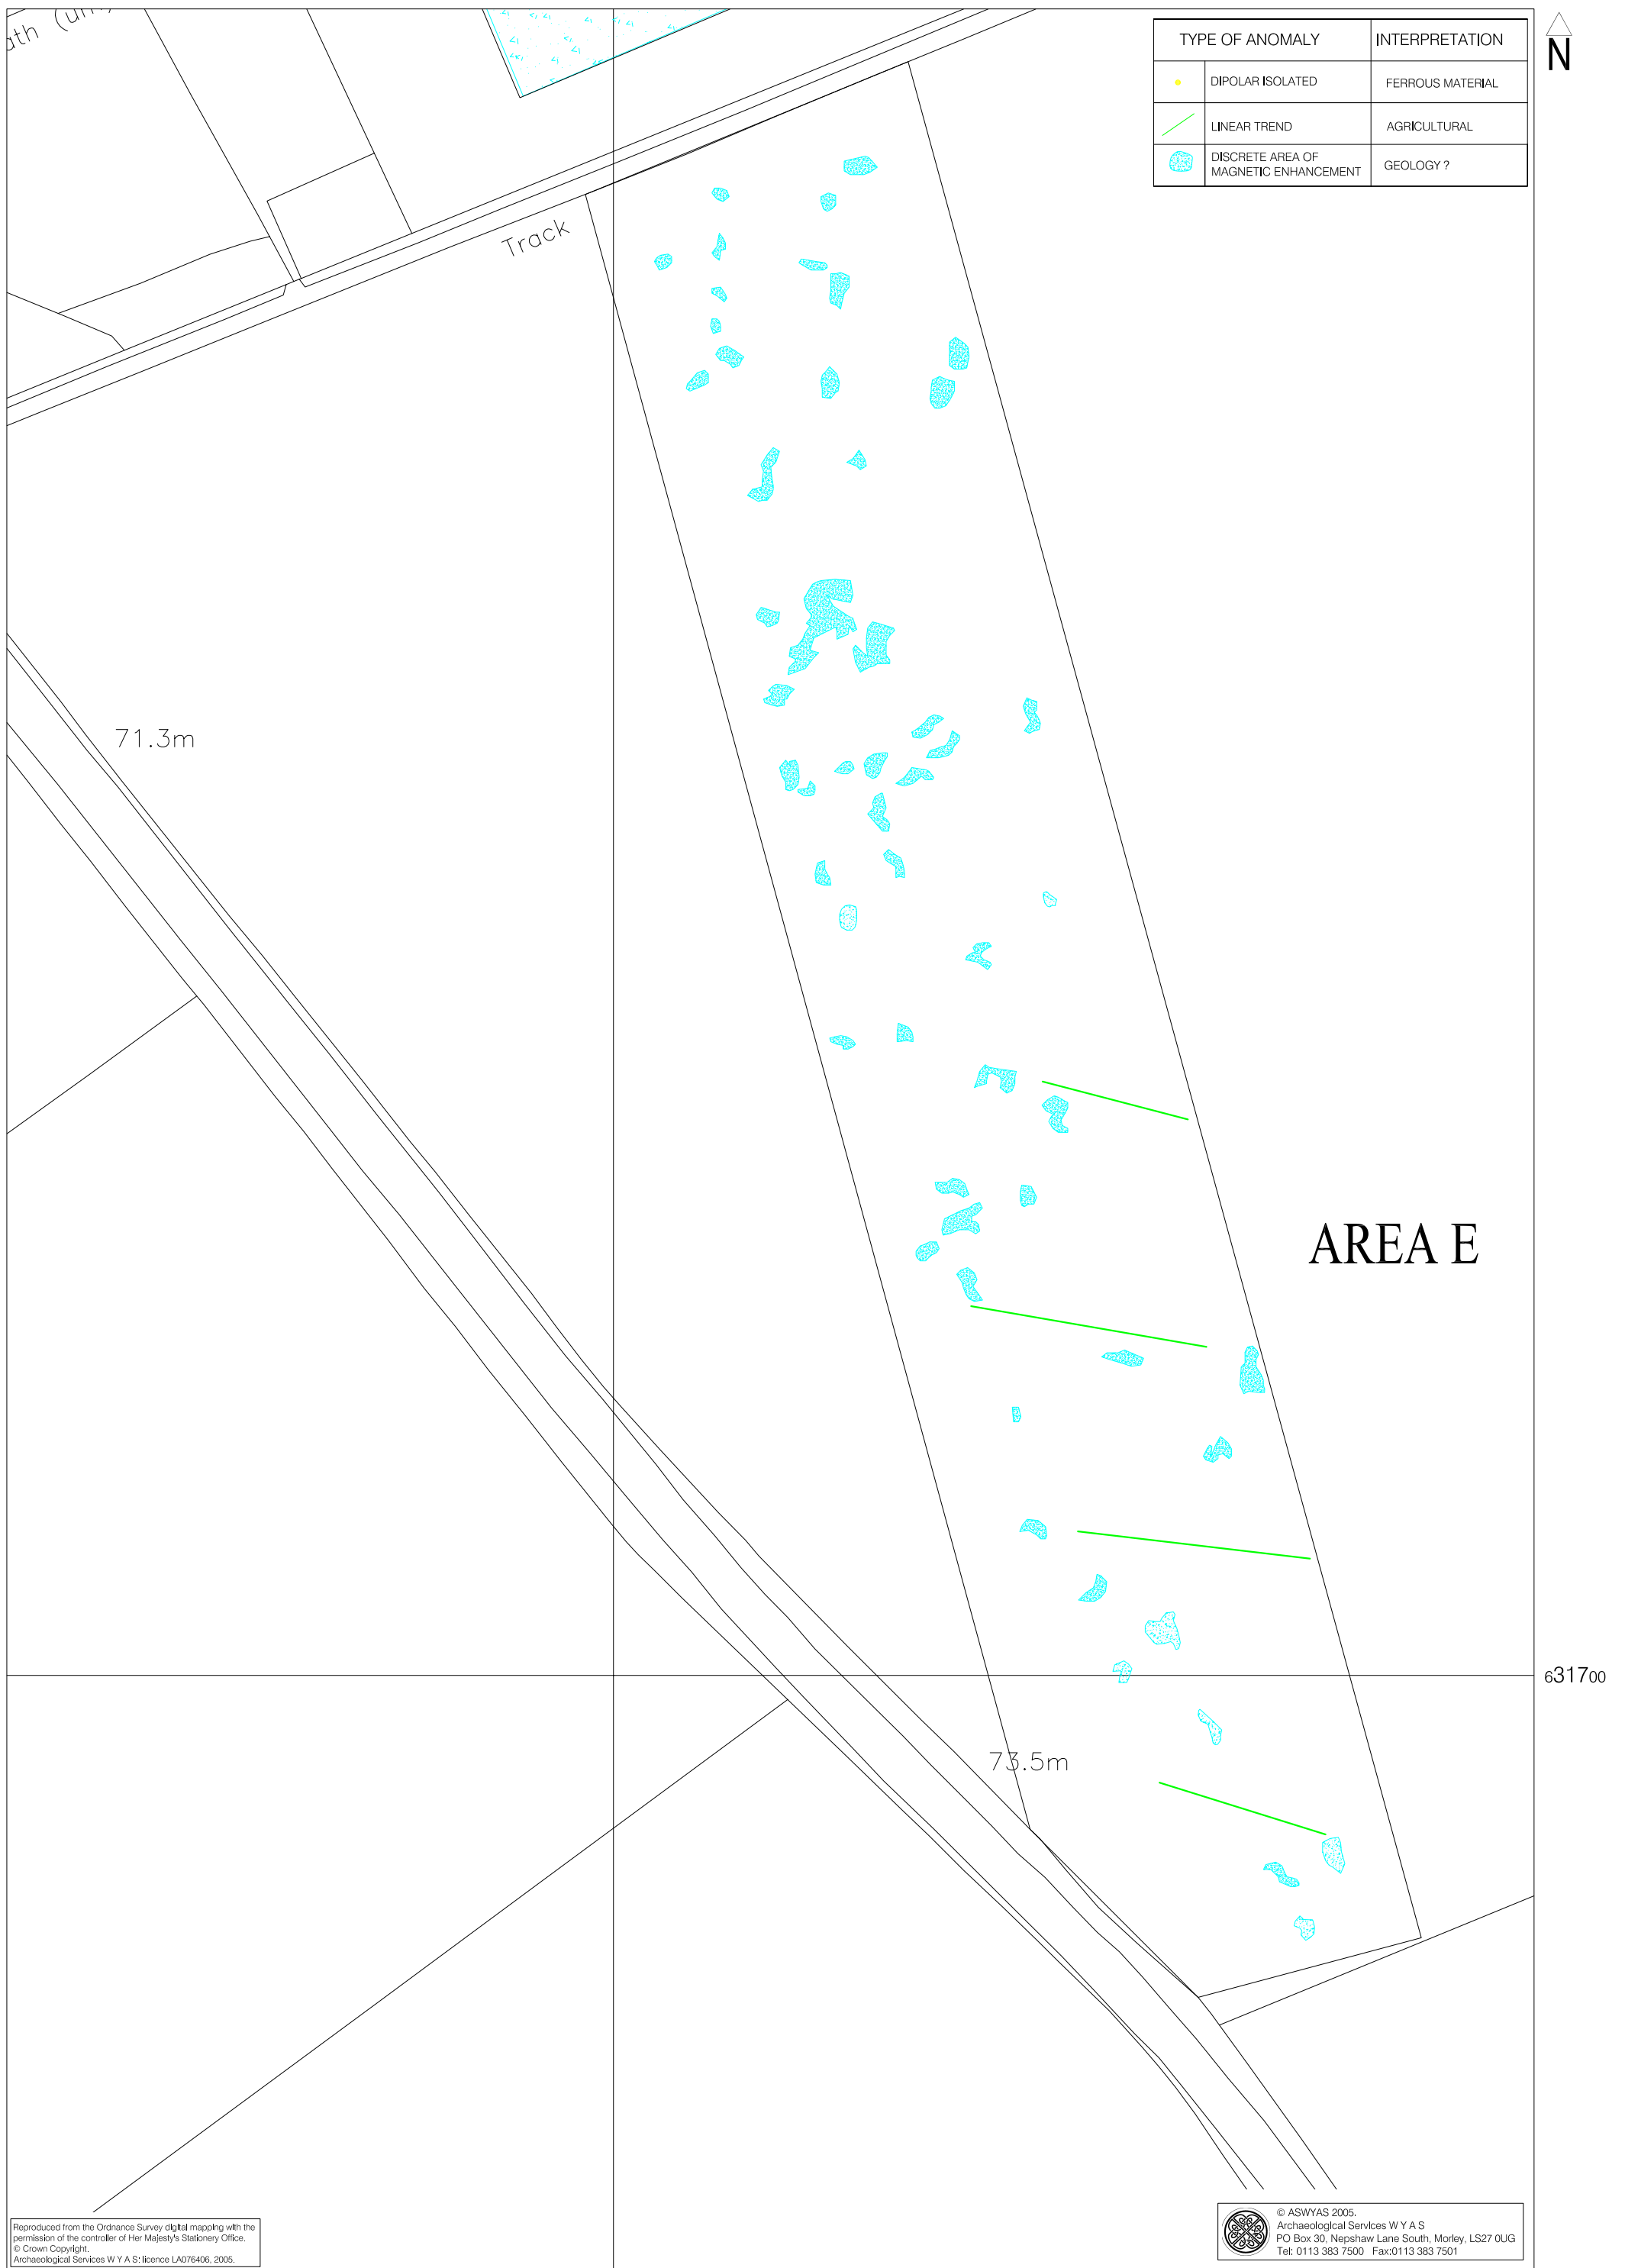 TYPE OF ANOMALY INTERPRETATION
DIPOLAR ISOLATED FERROUS MATERIAL
LINEAR TREND AGRICULTURAL
DISCRETE AREA OF
MAGNETIC ENHANCEMENT GEOLOGY ?
N
Track
71.3m
AREA E
631700
73.5m
Reproduced from the Ordnance Survey digital mapping with the
permission of the controller of Her Majesty's Stationery Office.
© Crown Copyright.
Archaeological Services W Y A S: licence LA076406, 2005.
© ASWYAS 2005.
Archaeological Services W Y A S
PO Box 30, Nepshaw Lane South, Morley, LS27 0UG
Tel: 0113 383 7500 Fax:0113 383 7501